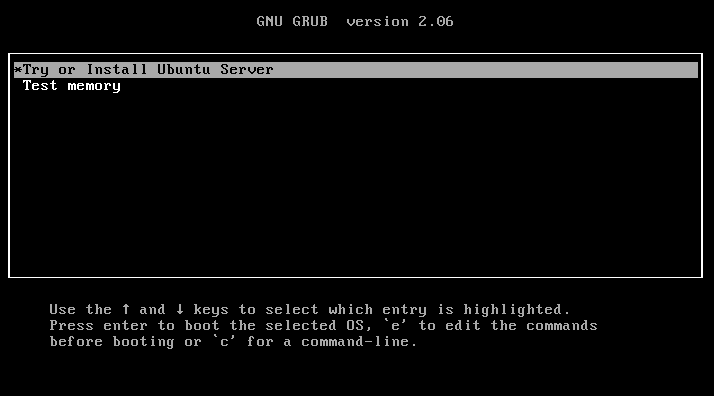 GNU GRUB  version 2.06
*Try or Install Ubuntu Server
Test memory
Use the ↑ and ↓ keys to select which entry is highlighted.
Press enter to boot the selected OS, `e' to edit the commands
before booting or `c' for a command-line.